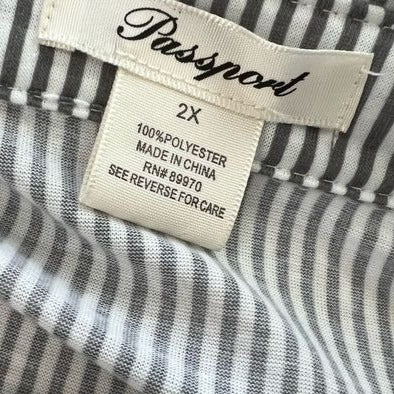 Passport
2X
100%POLYESTER
MADE IN CHINA
RN# 89970
SEE REVERSE FOR CARE